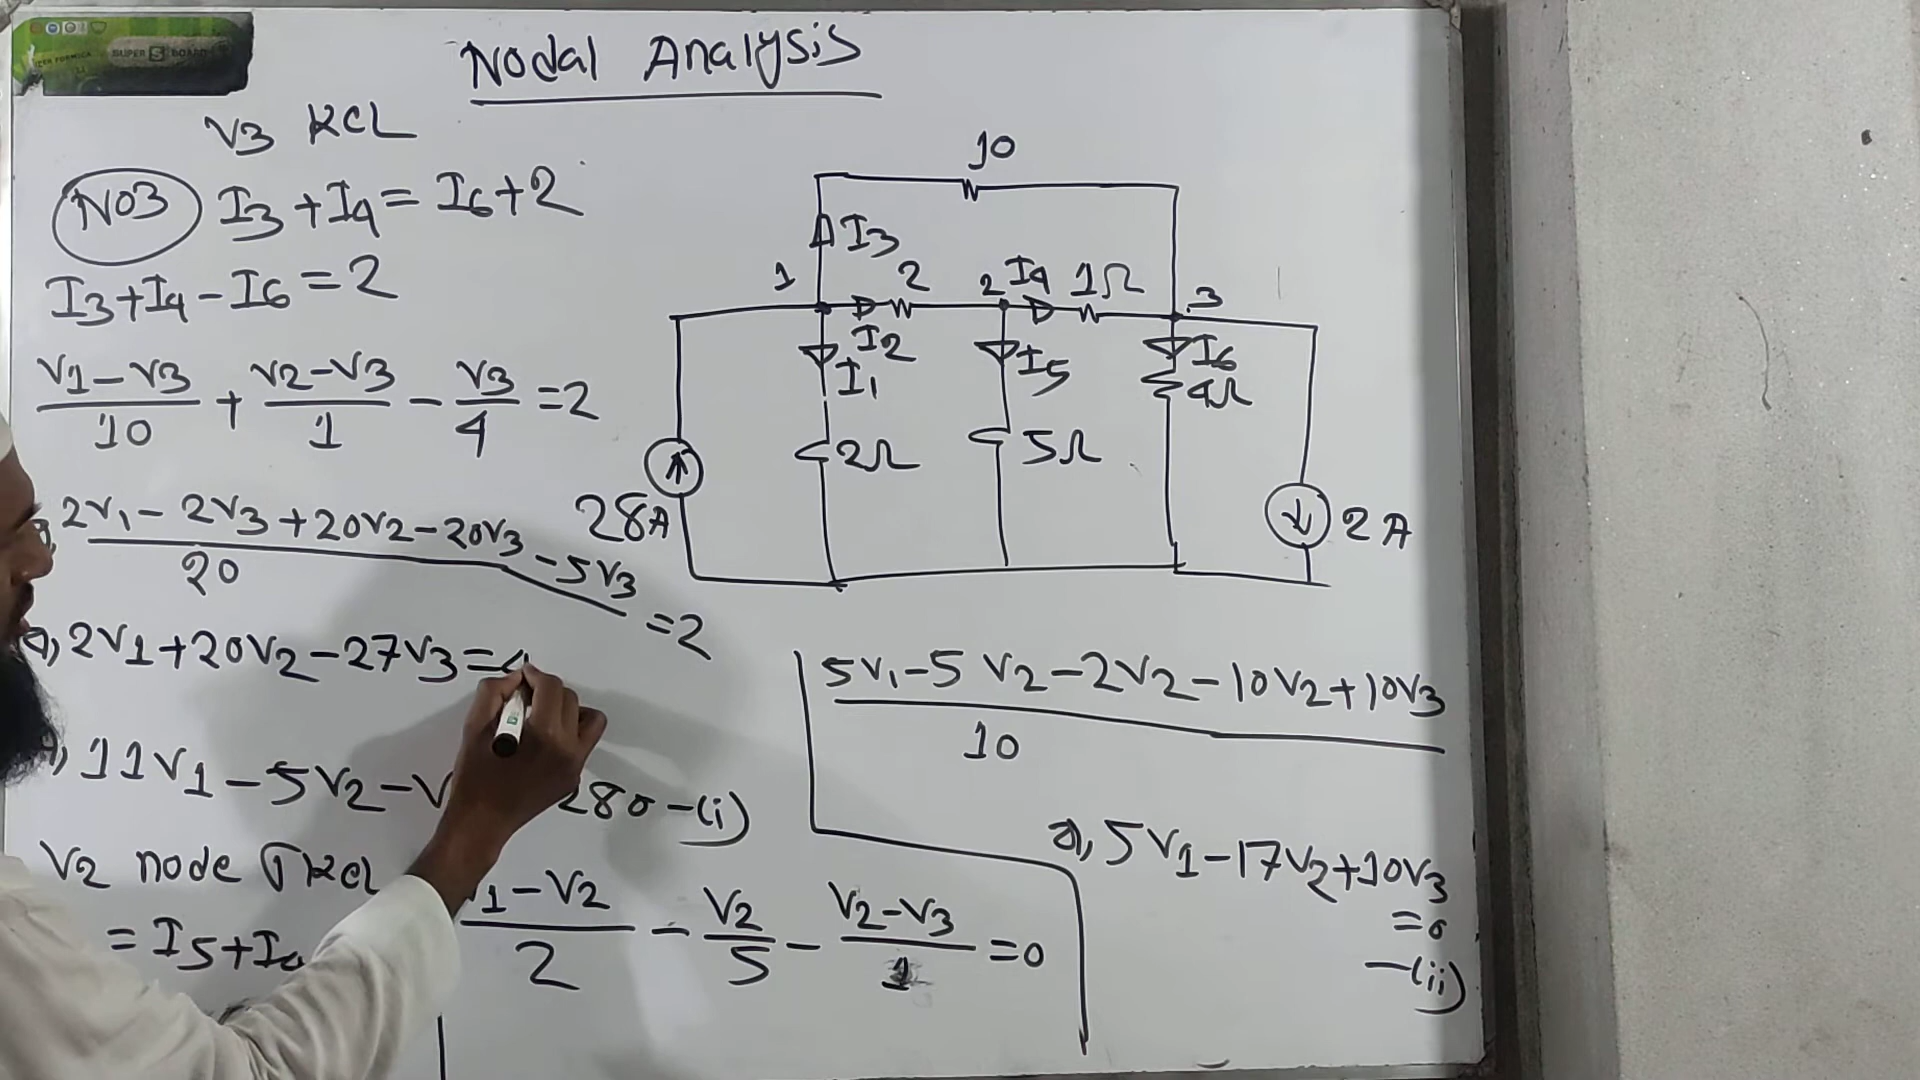 SUPER S BOARD
Nodal Analysis
V3 KCL
NO3 I3+I4=I6+2
I3+I4-I6=2
V1-V3/10 + V2-V3/1 - V3/4 =2
2V1-2V3+20V2-20V3-5V3/20 =2
বা, 2V1+20V2-27V3=4
বা, 11V1-5V2-V 280-(i)
V2 node এ KCL
=I5+I4
V1-V2/2 - V2/5 - V2-V3/1 =0
10
I3
1
2
2
I4
1Ω
3
I2
I1
I5
I6
4Ω
2Ω
5Ω
28A
2A
5V1-5V2-2V2-10V2+10V3
10
বা, 5V1-17V2+10V3
=0
-(ii)